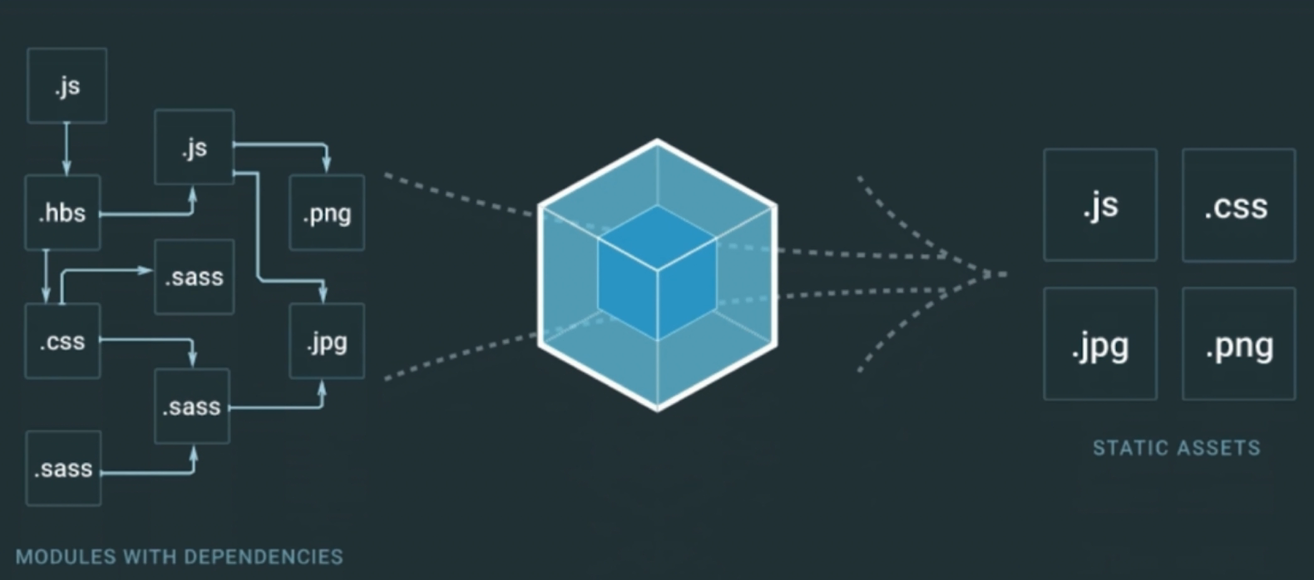 .js
.js
.hbs
.png
.sass
.css
.jpg
.sass
.sass
MODULES WITH DEPENDENCIES
.js
.css
.jpg
.png
STATIC ASSETS